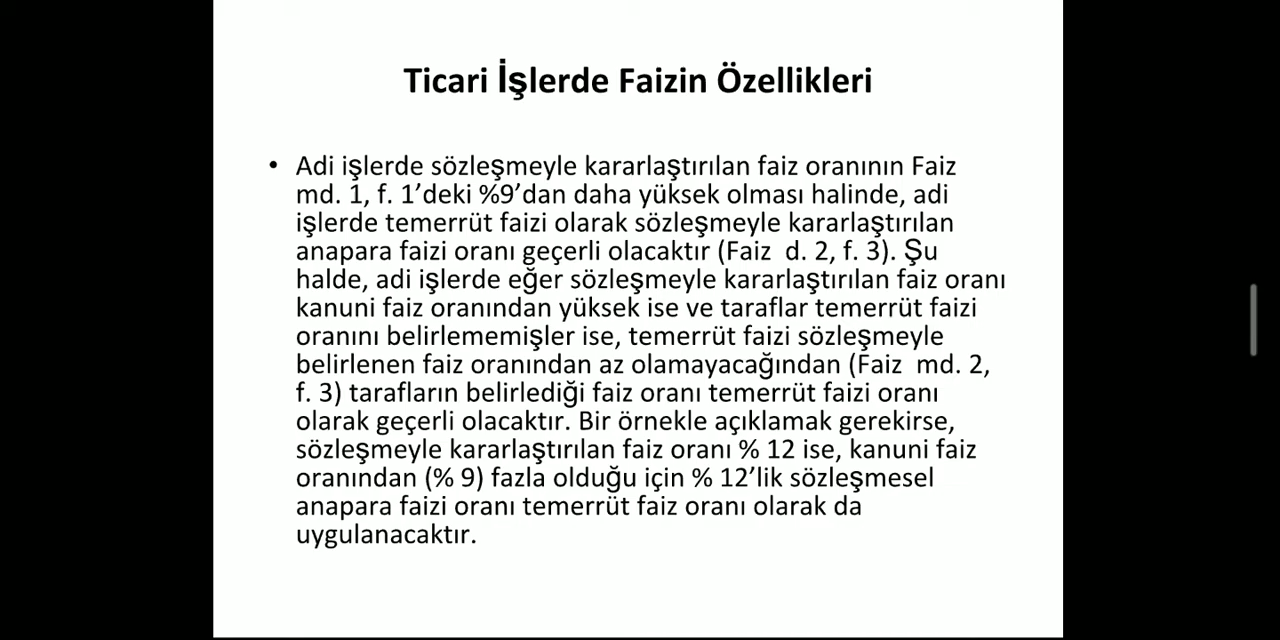 Ticari İşlerde Faizin Özellikleri
• Adi işlerde sözleşmeyle kararlaştırılan faiz oranının Faiz
md. 1, f. 1’deki %9’dan daha yüksek olması halinde, adi
işlerde temerrüt faizi olarak sözleşmeyle kararlaştırılan
anapara faizi oranı geçerli olacaktır (Faiz  d. 2, f. 3). Şu
halde, adi işlerde eğer sözleşmeyle kararlaştırılan faiz oranı
kanuni faiz oranından yüksek ise ve taraflar temerrüt faizi
oranını belirlememişler ise, temerrüt faizi sözleşmeyle
belirlenen faiz oranından az olamayacağından (Faiz  md. 2,
f. 3) tarafların belirlediği faiz oranı temerrüt faizi oranı
olarak geçerli olacaktır. Bir örnekle açıklamak gerekirse,
sözleşmeyle kararlaştırılan faiz oranı % 12 ise, kanuni faiz
oranından (% 9) fazla olduğu için % 12’lik sözleşmesel
anapara faizi oranı temerrüt faiz oranı olarak da
uygulanacaktır.